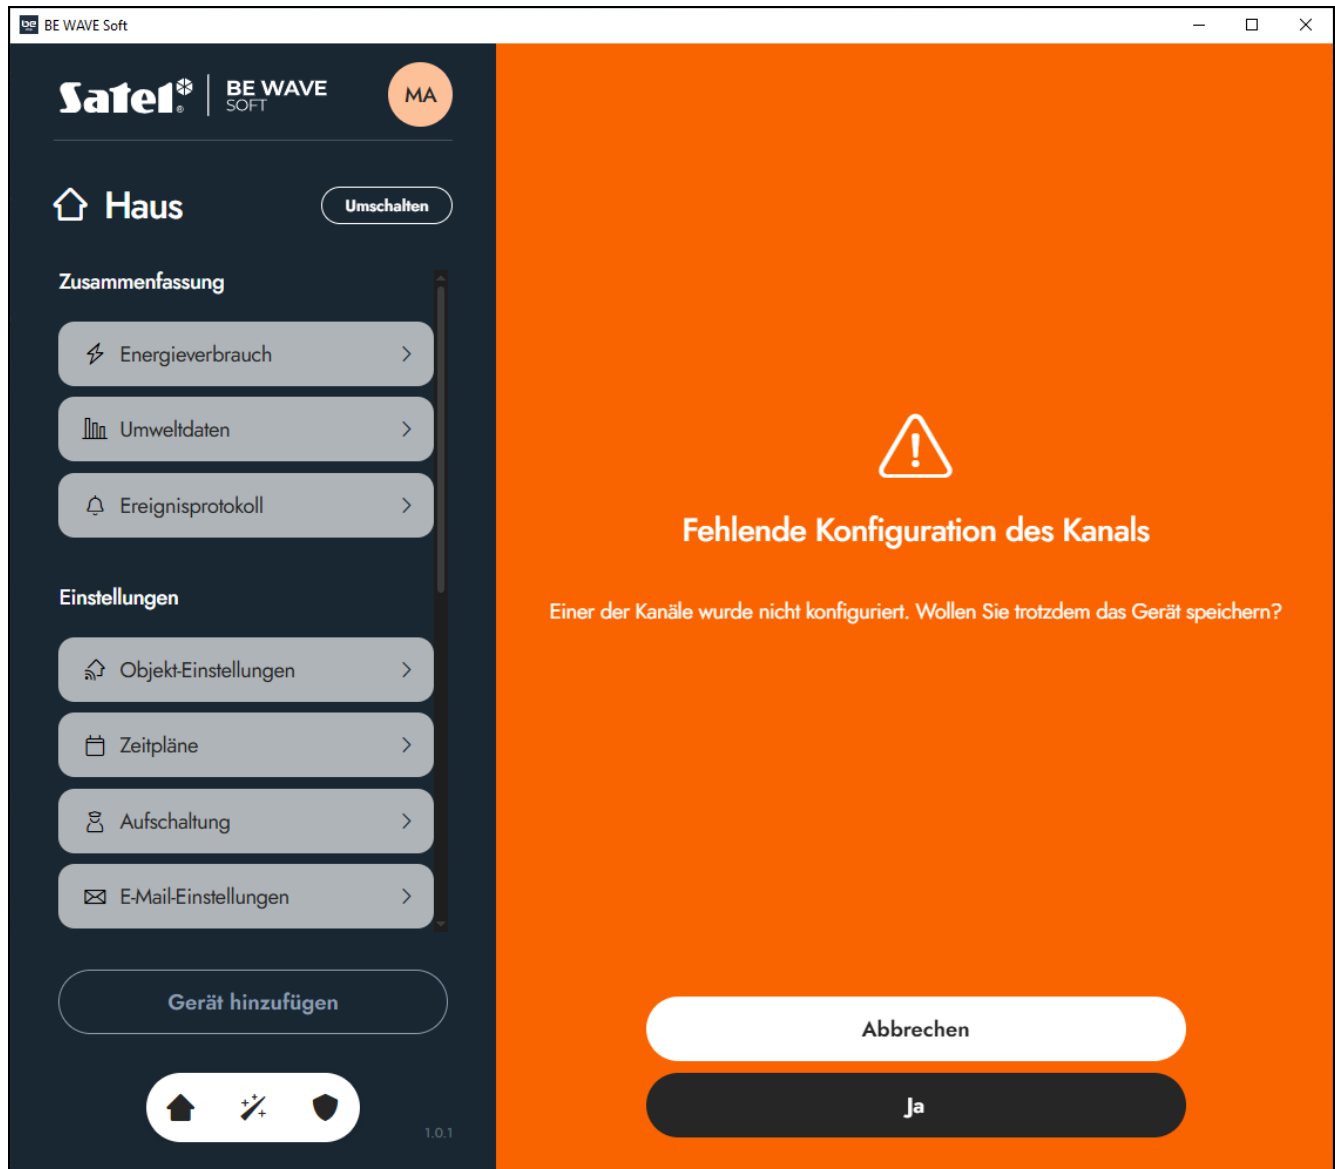 BE WAVE Soft
Satel
BE WAVE
SOFT
MA
Haus
Umschalten
Zusammenfassung
Energieverbrauch
Umweltdaten
Ereignisprotokoll
Einstellungen
Objekt-Einstellungen
Zeitpläne
Aufschaltung
E-Mail-Einstellungen
Gerät hinzufügen
1.0.1
Fehlende Konfiguration des Kanals
Einer der Kanäle wurde nicht konfiguriert. Wollen Sie trotzdem das Gerät speichern?
Abbrechen
Ja